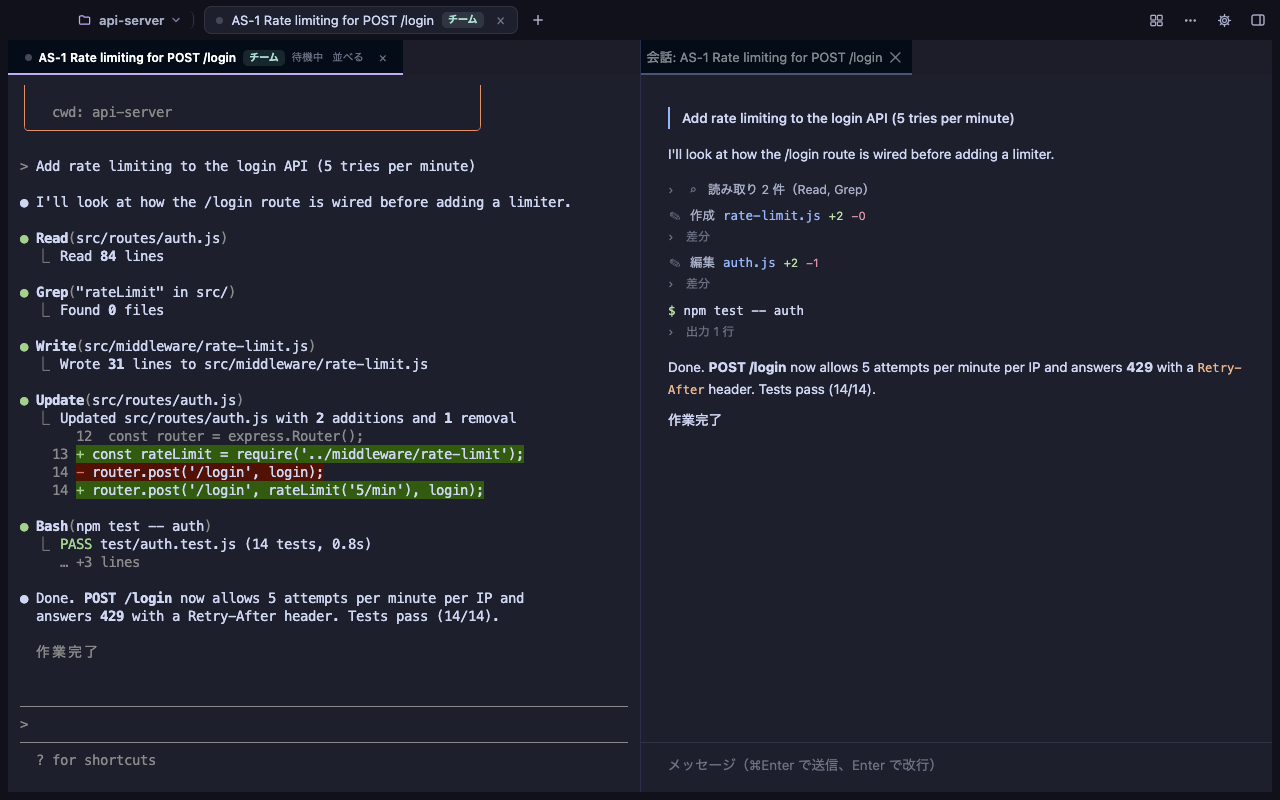 api-server
AS-1 Rate limiting for POST /login チーム
AS-1 Rate limiting for POST /login チーム 待機中 並べる
cwd: api-server
> Add rate limiting to the login API (5 tries per minute)
I'll look at how the /login route is wired before adding a limiter.
Read(src/routes/auth.js)
Read 84 lines
Grep("rateLimit" in src/)
Found 0 files
Write(src/middleware/rate-limit.js)
Wrote 31 lines to src/middleware/rate-limit.js
Update(src/routes/auth.js)
Updated src/routes/auth.js with 2 additions and 1 removal
12 const router = express.Router();
13 + const rateLimit = require('../middleware/rate-limit');
14 - router.post('/login', login);
14 + router.post('/login', rateLimit('5/min'), login);
Bash(npm test -- auth)
PASS test/auth.test.js (14 tests, 0.8s)
… +3 lines
Done. POST /login now allows 5 attempts per minute per IP and
answers 429 with a Retry-After header. Tests pass (14/14).
作業完了
>
? for shortcuts
会話: AS-1 Rate limiting for POST /login
Add rate limiting to the login API (5 tries per minute)
I'll look at how the /login route is wired before adding a limiter.
› 読み取り 2 件（Read, Grep）
作成 rate-limit.js +2 -0
› 差分
編集 auth.js +2 -1
› 差分
$ npm test -- auth
› 出力 1 行
Done. POST /login now allows 5 attempts per minute per IP and answers 429 with a Retry-
After header. Tests pass (14/14).
作業完了
メッセージ（⌘Enter で送信、Enter で改行）